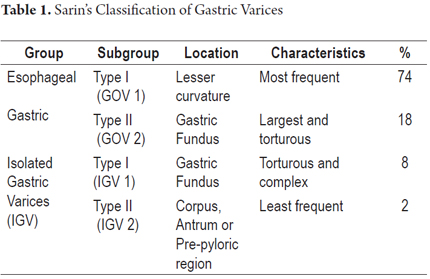 Table 1. Sarin's Classification of Gastric Varices
Group Subgroup Location Characteristics %
Esophageal Type I Lesser Most frequent 74
(GOV 1) curvature
Gastric Type II Gastric Largest and 18
(GOV 2) Fundus torturous
Isolated Type I Gastric Torturous and 8
Gastric (IGV 1) Fundus complex
Varices Type II Corpus, Least frequent 2
(IGV) (IGV 2) Antrum or
Pre-pyloric
region